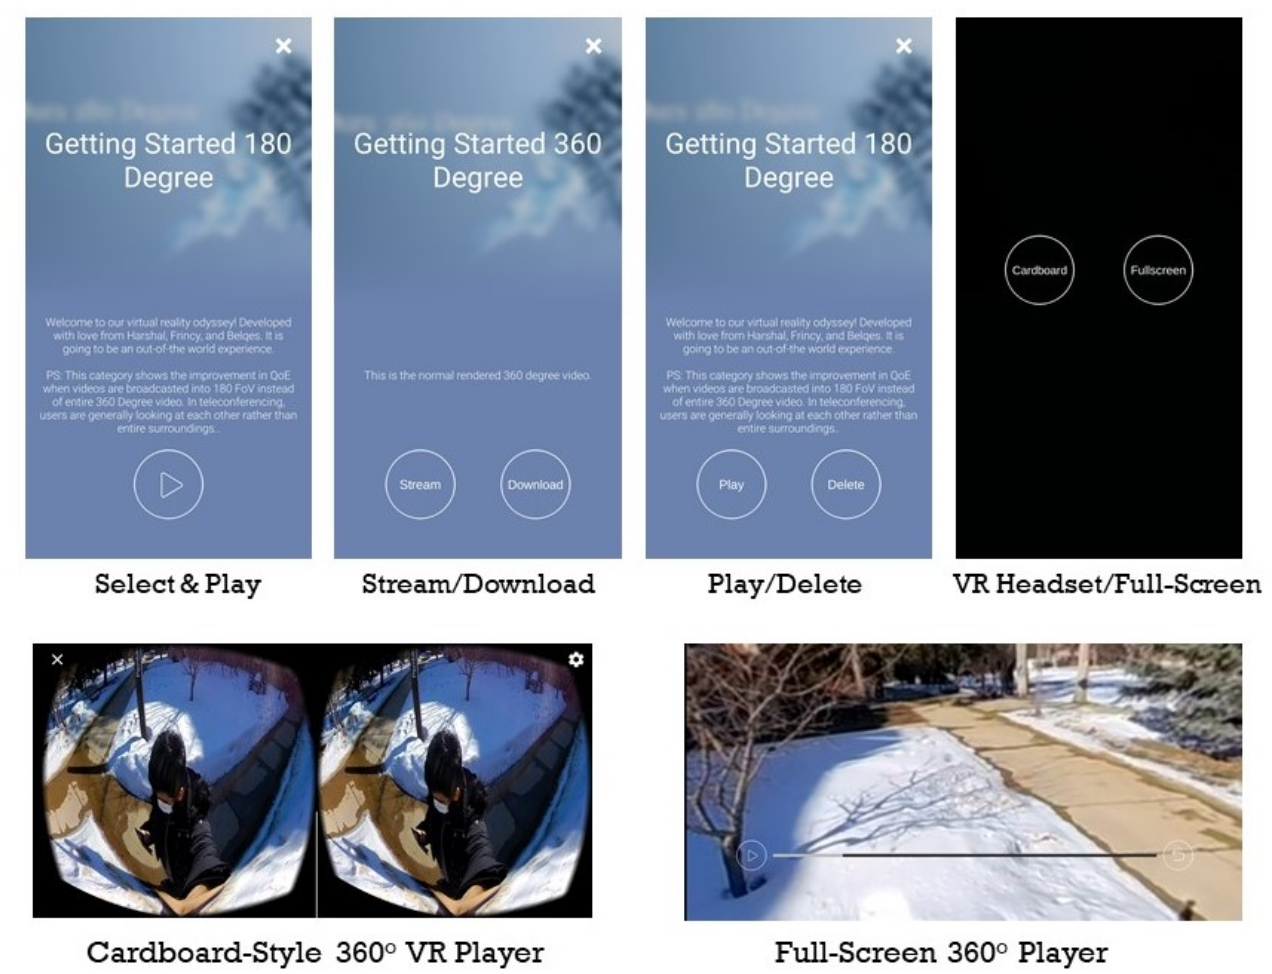 Getting Started 180
Degree
Welcome to our virtual reality odyssey! Developed
with love from Harshal, Frincy, and Belqes. It is
going to be an out-of-the world experience.
PS: This category shows the improvement in QoE
when videos are broadcasted into 180 FoV instead
of entire 360 Degree video. In teleconferencing,
users are generally looking at each other rather than
entire surroundings..
Select & Play
Getting Started 360
Degree
This is the normal rendered 360 degree video.
Stream
Download
Stream/Download
Getting Started 180
Degree
Welcome to our virtual reality odyssey! Developed
with love from Harshal, Frincy, and Belqes. It is
going to be an out-of-the world experience.
PS: This category shows the improvement in QoE
when videos are broadcasted into 180 FoV instead
of entire 360 Degree video. In teleconferencing,
users are generally looking at each other rather than
entire surroundings..
Play
Delete
Play/Delete
Cardboard
Fullscreen
VR Headset/Full-Screen
Cardboard-Style 360° VR Player
Full-Screen 360° Player